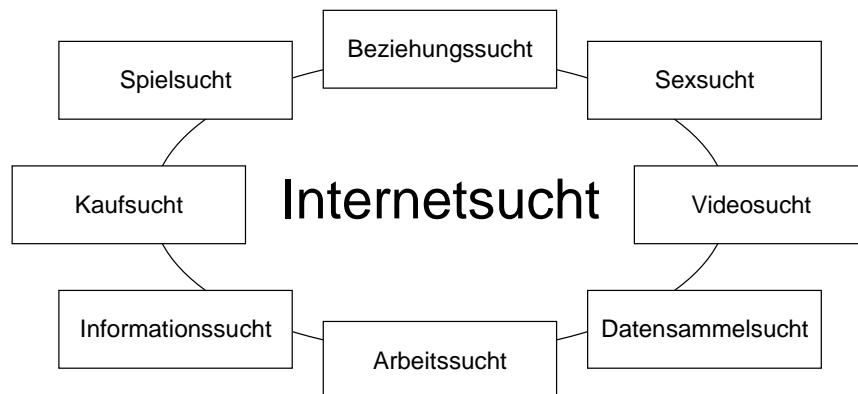 Beziehungssucht
Spielsucht
Sexsucht
Kaufsucht
Internetsucht
Videosucht
Informationssucht
Datensammelsucht
Arbeitssucht